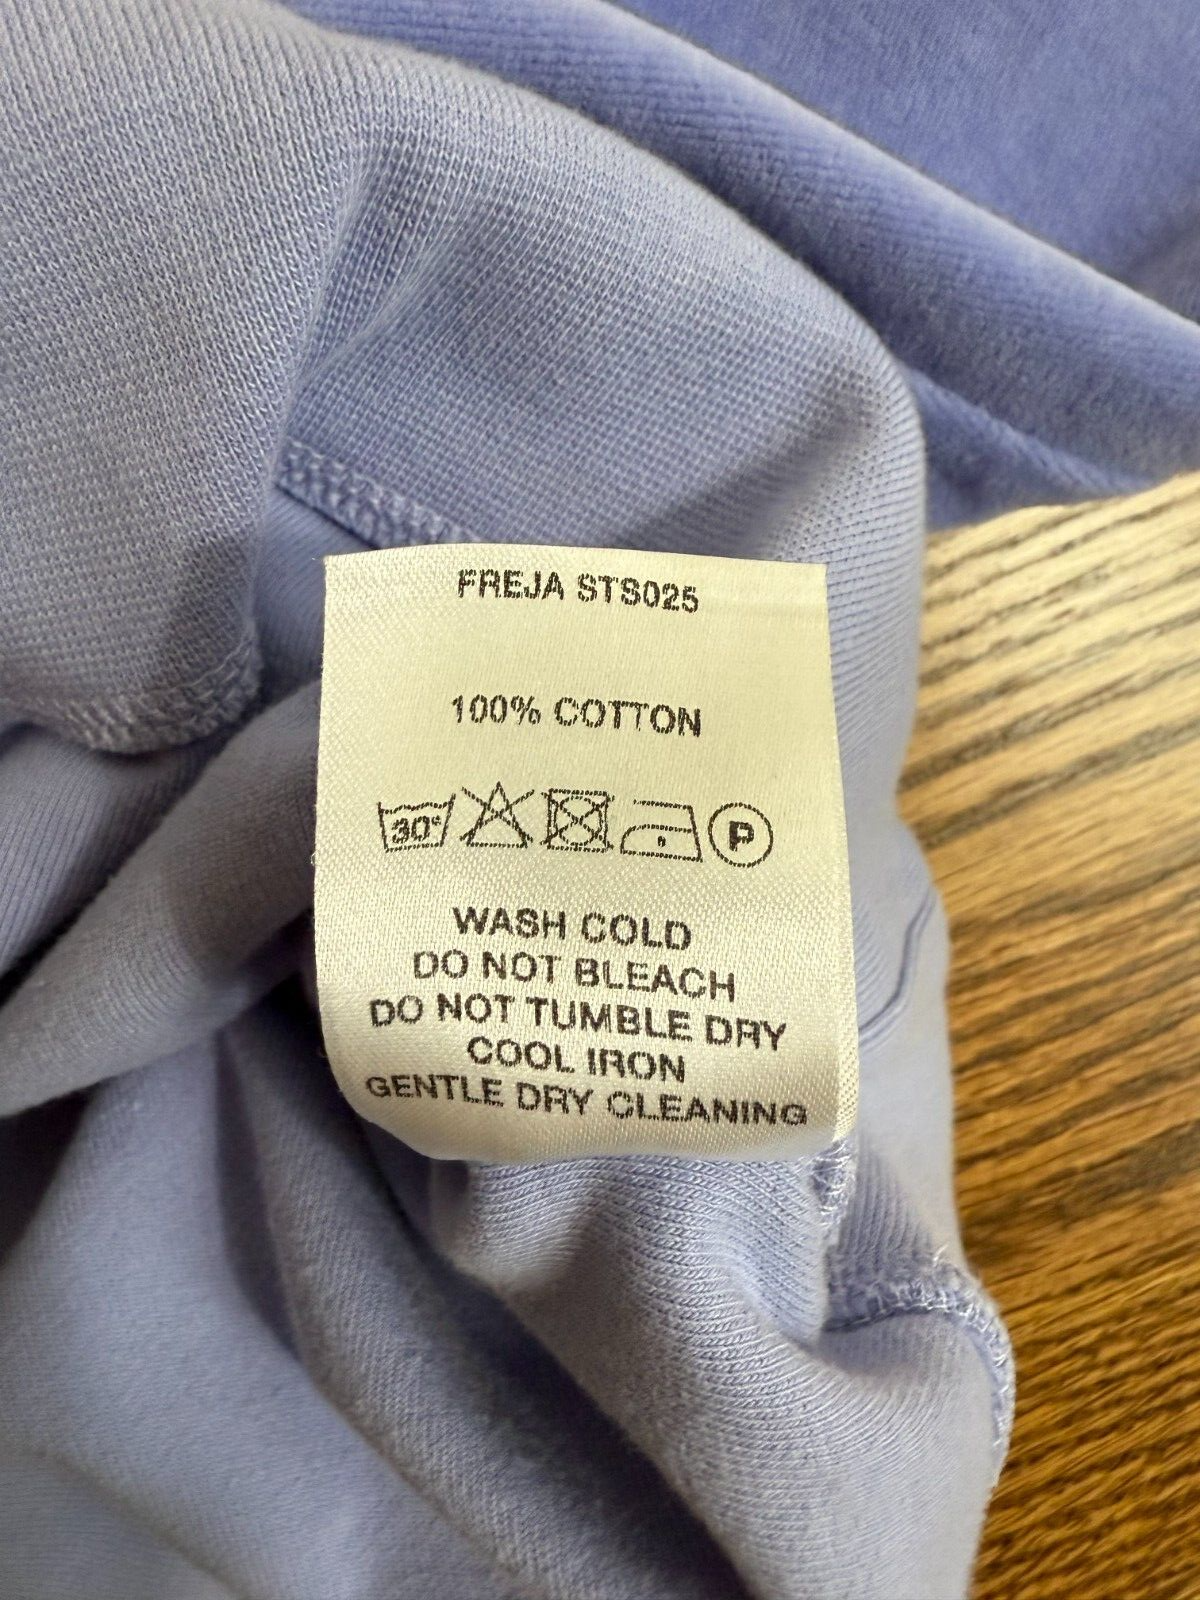 FREJA STS025
100% COTTON
30° P
WASH COLD
DO NOT BLEACH
DO NOT TUMBLE DRY
COOL IRON
GENTLE DRY CLEANING